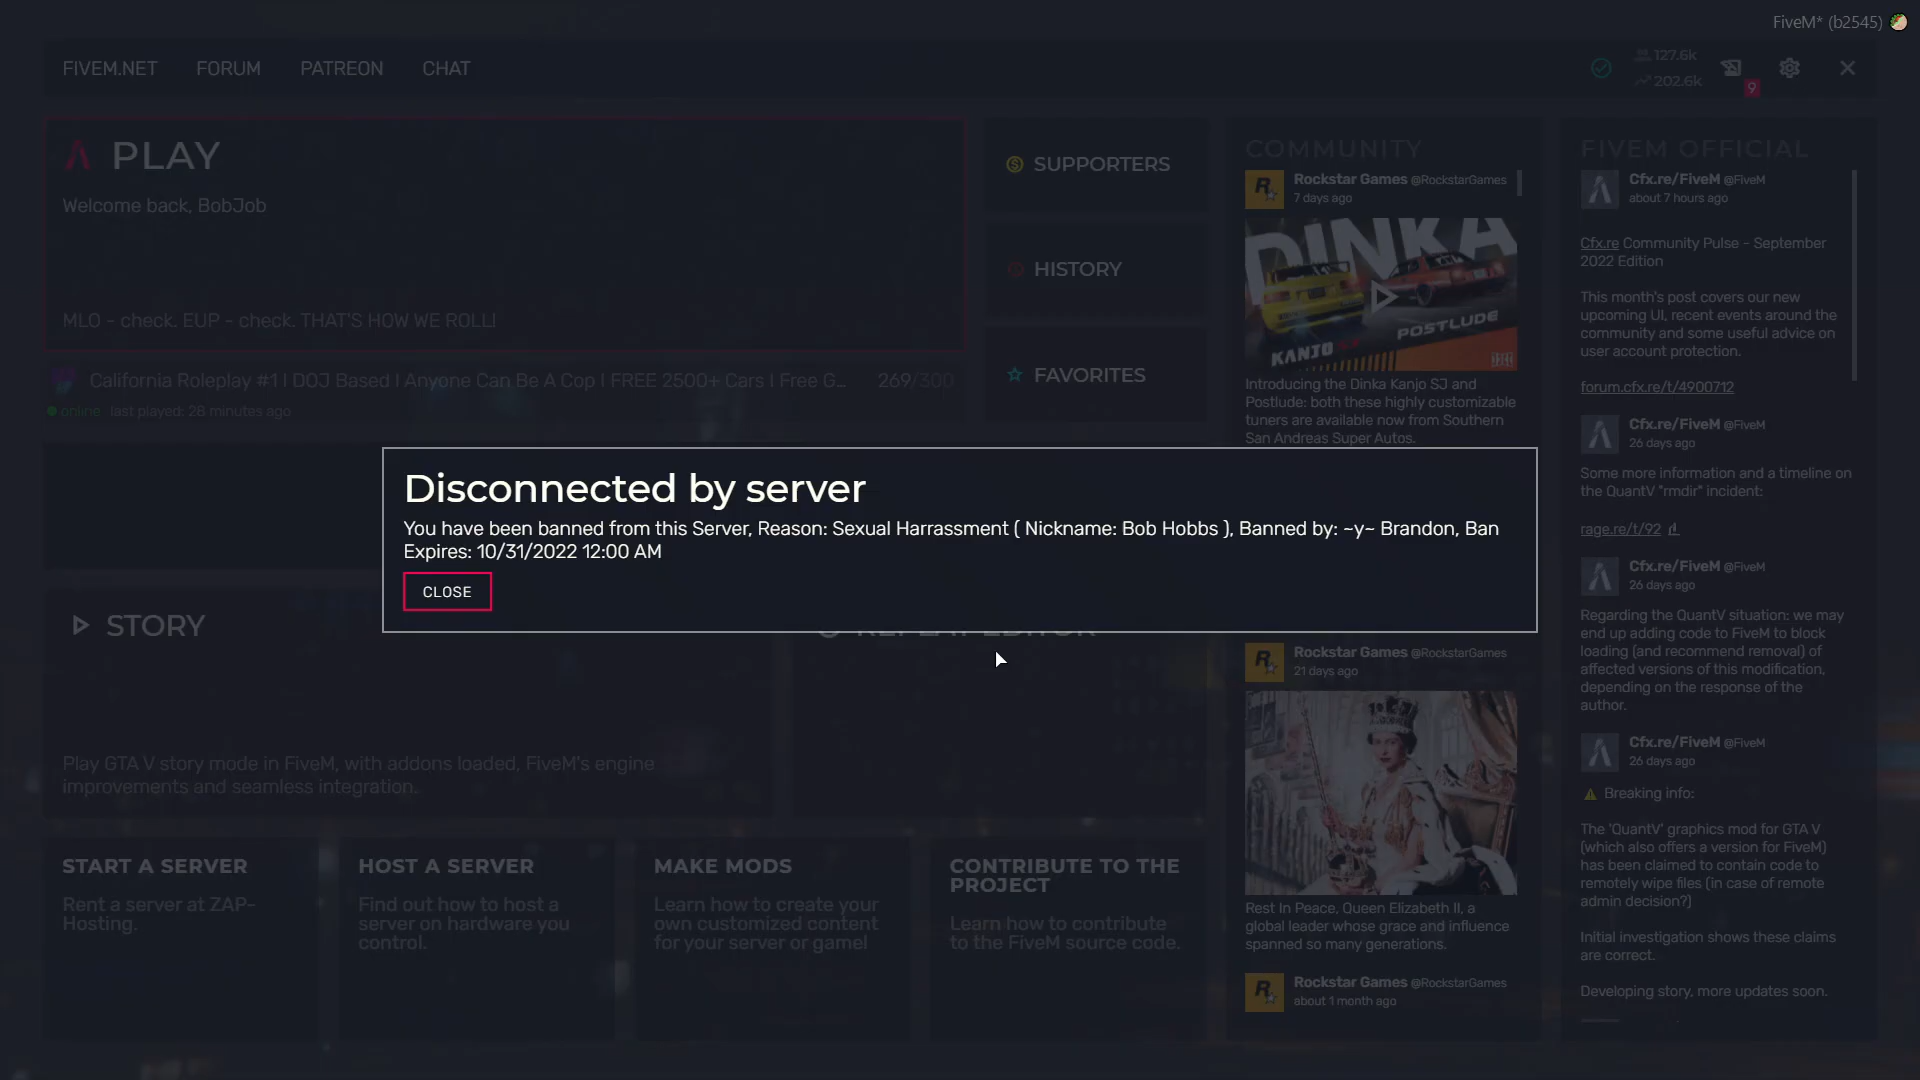 FiveM* (b2545)
FIVEM.NET FORUM PATREON CHAT
127.6k
202.6k
9
PLAY
Welcome back, BobJob
MLO - check. EUP - check. THAT'S HOW WE ROLL!
California Roleplay #1 I DOJ Based I Anyone Can Be A Cop I FREE 2500+ Cars I Free G... 269/300
online last played: 28 minutes ago
SUPPORTERS
HISTORY
FAVORITES
Disconnected by server
You have been banned from this Server, Reason: Sexual Harrassment ( Nickname: Bob Hobbs ), Banned by: ~y~ Brandon, Ban
Expires: 10/31/2022 12:00 AM
CLOSE
STORY
Play GTA V story mode in FiveM, with addons loaded, FiveM's engine
improvements and seamless integration.
REPLAY EDITOR
START A SERVER
Rent a server at ZAP-
Hosting.
HOST A SERVER
Find out how to host a
server on hardware you
control.
MAKE MODS
Learn how to create your
own customized content
for your server or game!
CONTRIBUTE TO THE
PROJECT
Learn how to contribute
to the FiveM source code.
COMMUNITY
Rockstar Games @RockstarGames
7 days ago
DINKA
POSTLUDE
KANJO SJ
Introducing the Dinka Kanjo SJ and
Postlude: both these highly customizable
tuners are available now from Southern
San Andreas Super Autos.
Rockstar Games @RockstarGames
21 days ago
Rest In Peace, Queen Elizabeth II, a
global leader whose grace and influence
spanned so many generations.
Rockstar Games @RockstarGames
about 1 month ago
FIVEM OFFICIAL
Cfx.re/FiveM @FiveM
about 7 hours ago
Cfx.re Community Pulse - September
2022 Edition
This month's post covers our new
upcoming UI, recent events around the
community and some useful advice on
user account protection.
forum.cfx.re/t/4900712
Cfx.re/FiveM @FiveM
26 days ago
Some more information and a timeline on
the QuantV "rmdir" incident:
rage.re/t/92
Cfx.re/FiveM @FiveM
26 days ago
Regarding the QuantV situation: we may
end up adding code to FiveM to block
loading (and recommend removal) of
affected versions of this modification,
depending on the response of the
author.
Cfx.re/FiveM @FiveM
26 days ago
Breaking info:
The 'QuantV' graphics mod for GTA V
(which also offers a version for FiveM)
has been claimed to contain code to
remotely wipe files (in case of remote
admin decision?)
Initial investigation shows these claims
are correct.
Developing story, more updates soon.